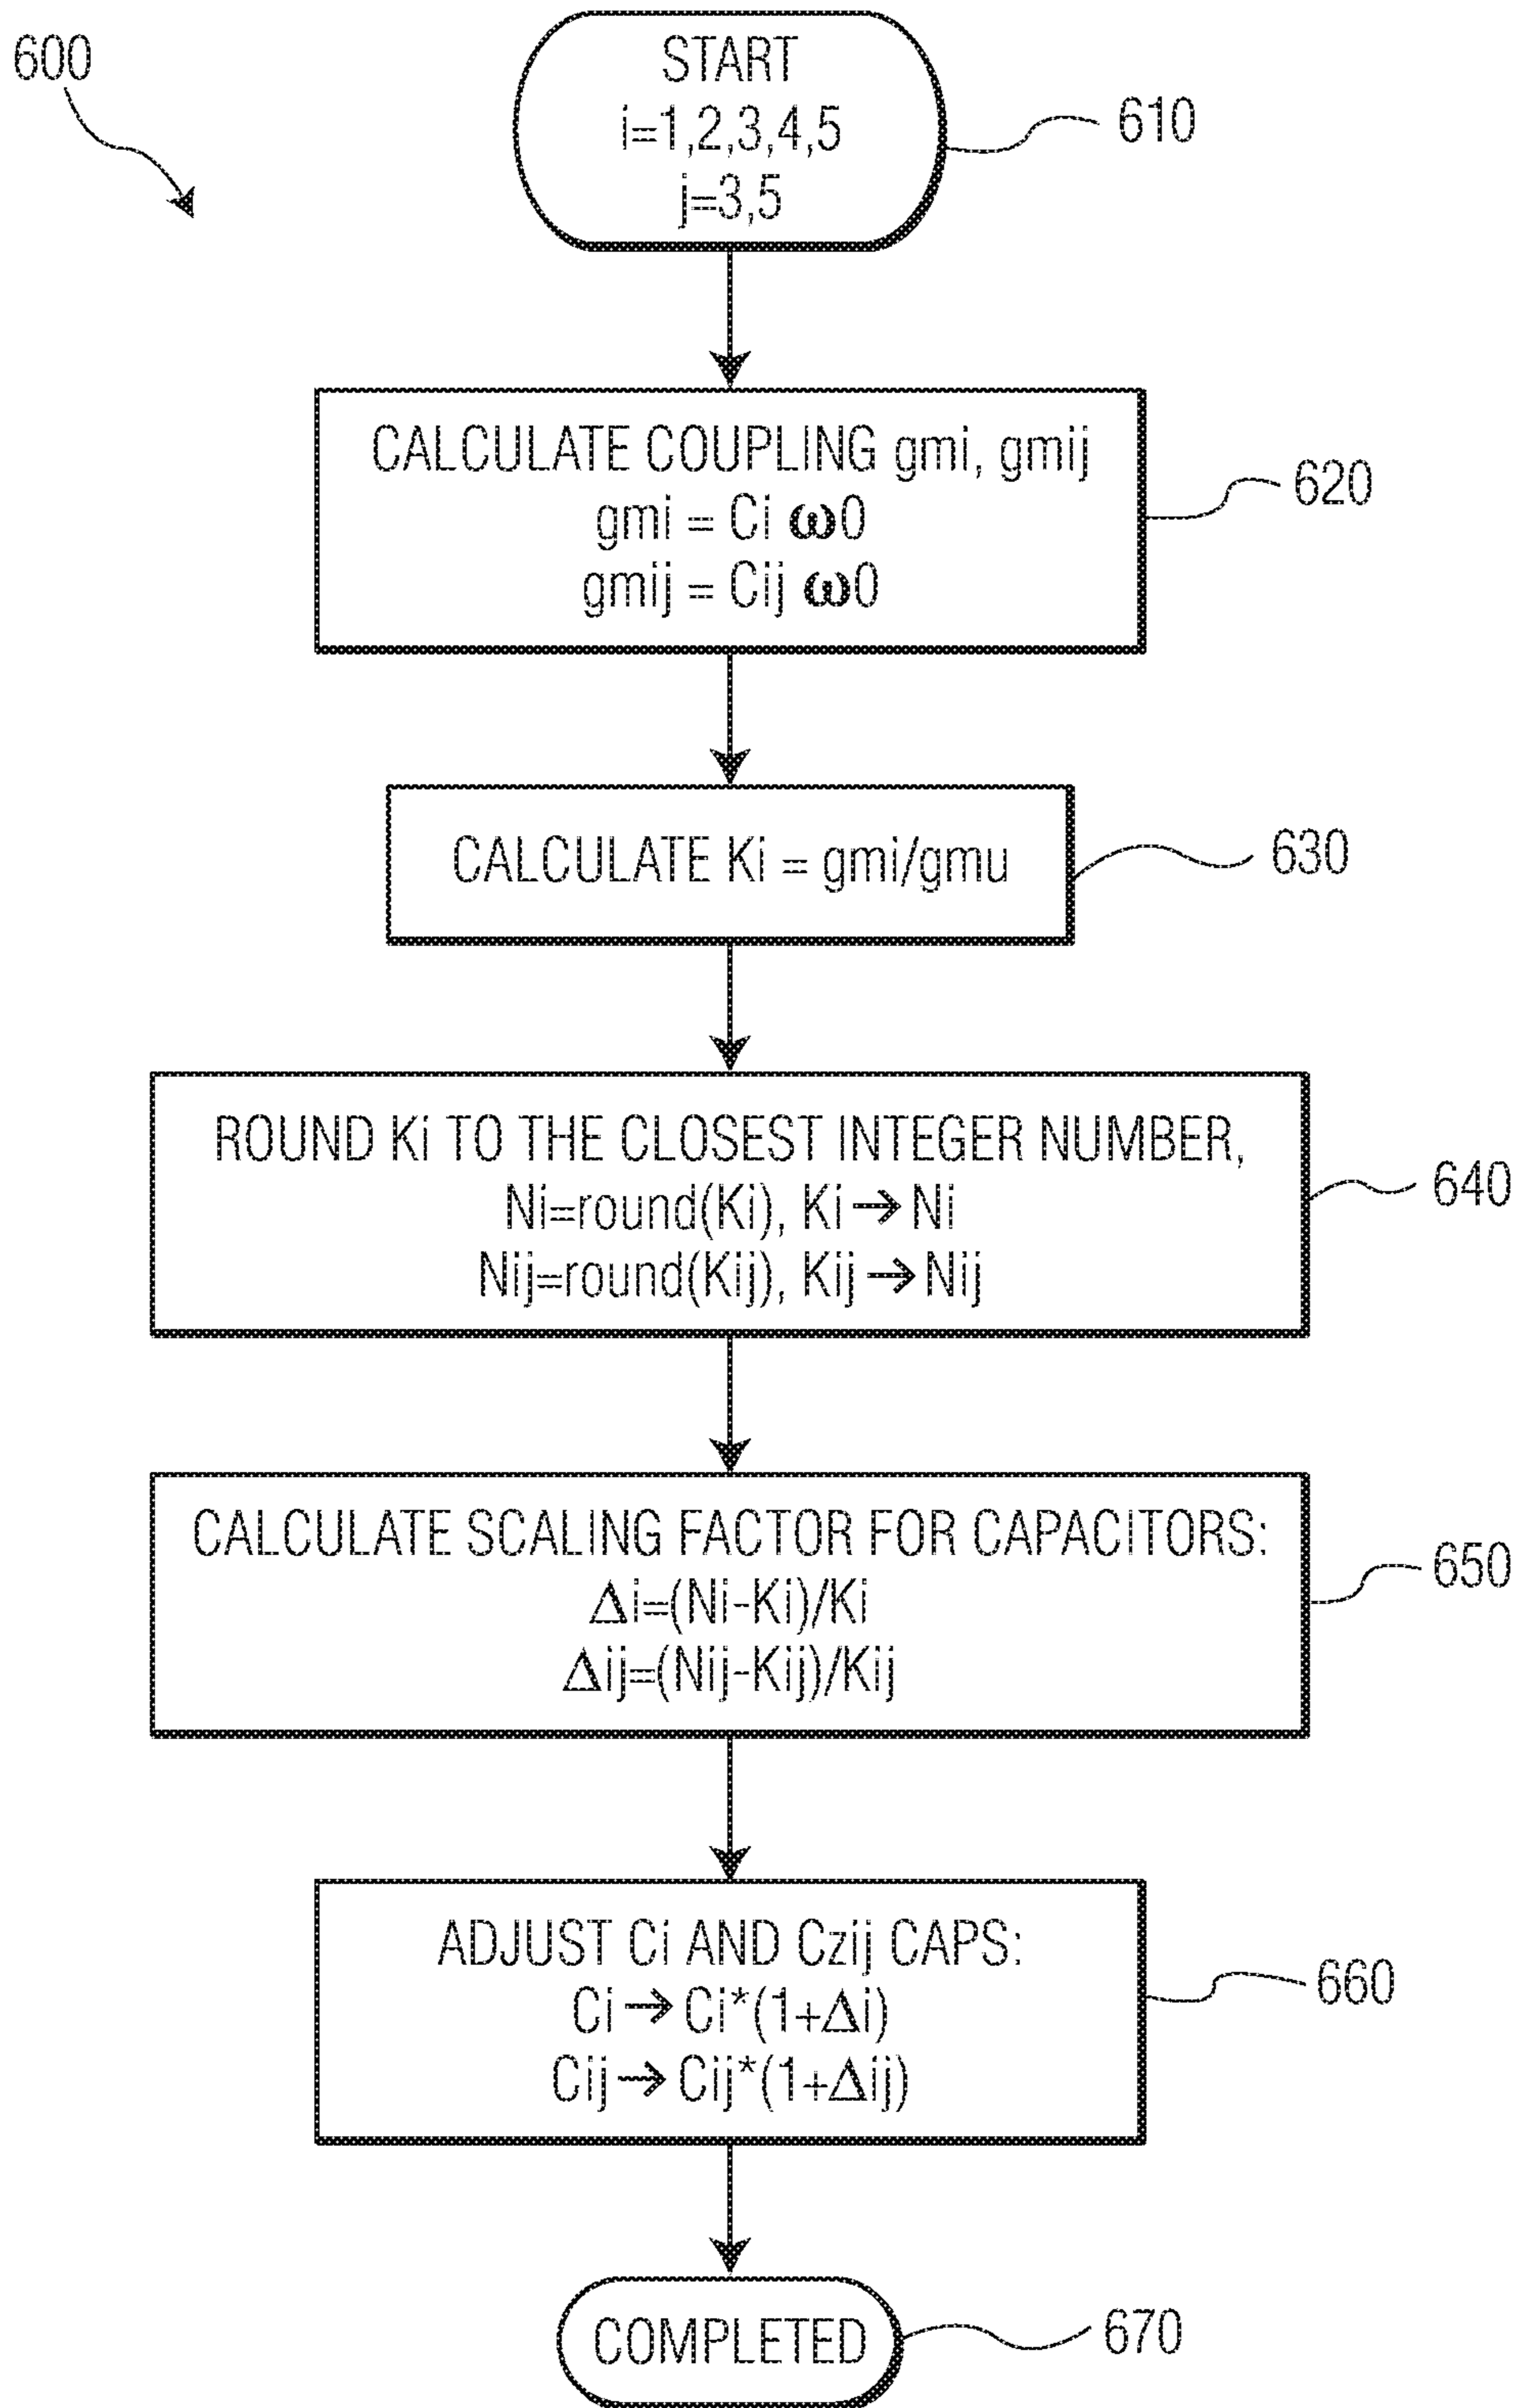 600
START
i=1,2,3,4,5
j=3,5
610
CALCULATE COUPLING gmi, gmij
gmi = Ci ω0
gmij = Cij ω0
620
CALCULATE Ki = gmi/gmu
630
ROUND Ki TO THE CLOSEST INTEGER NUMBER,
Ni=round(Ki), Ki → Ni
Nij=round(Kij), Kij → Nij
640
CALCULATE SCALING FACTOR FOR CAPACITORS:
Δi=(Ni-Ki)/Ki
Δij=(Nij-Kij)/Kij
650
ADJUST Ci AND Czij CAPS:
Ci → Ci*(1+Δi)
Cij → Cij*(1+Δij)
660
COMPLETED
670